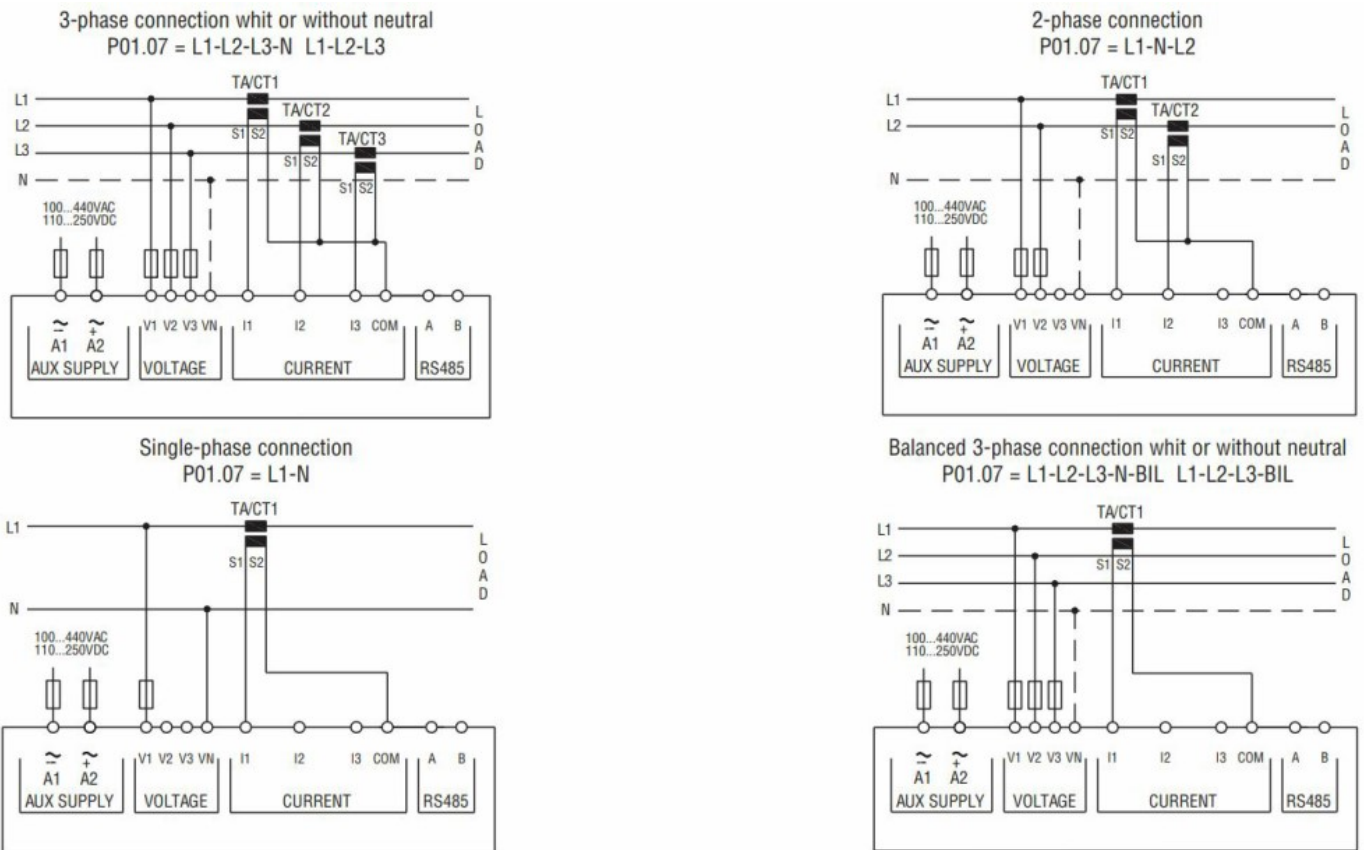 3-phase connection whit or without neutral
P01.07 = L1-L2-L3-N L1-L2-L3
TA/CT1
L1
TA/CT2
L2
S1 S2
TA/CT3
L3
S1 S2
N
S1 S2
L
O
A
D
100...440VAC
110...250VDC
V1 V2 V3 VN I1 I2 I3 COM A B
~
–
~
+
A1 A2
AUX SUPPLY VOLTAGE CURRENT RS485
2-phase connection
P01.07 = L1-N-L2
TA/CT1
L1
TA/CT2
L2
S1 S2
S1 S2
N
L
O
A
D
100...440VAC
110...250VDC
V1 V2 V3 VN I1 I2 I3 COM A B
~
–
~
+
A1 A2
AUX SUPPLY VOLTAGE CURRENT RS485
Single-phase connection
P01.07 = L1-N
TA/CT1
L1
S1 S2
N
L
O
A
D
100...440VAC
110...250VDC
V1 V2 V3 VN I1 I2 I3 COM A B
~
–
~
+
A1 A2
AUX SUPPLY VOLTAGE CURRENT RS485
Balanced 3-phase connection whit or without neutral
P01.07 = L1-L2-L3-N-BIL L1-L2-L3-BIL
TA/CT1
L1
L2
S1 S2
L3
N
L
O
A
D
100...440VAC
110...250VDC
V1 V2 V3 VN I1 I2 I3 COM A B
~
–
~
+
A1 A2
AUX SUPPLY VOLTAGE CURRENT RS485